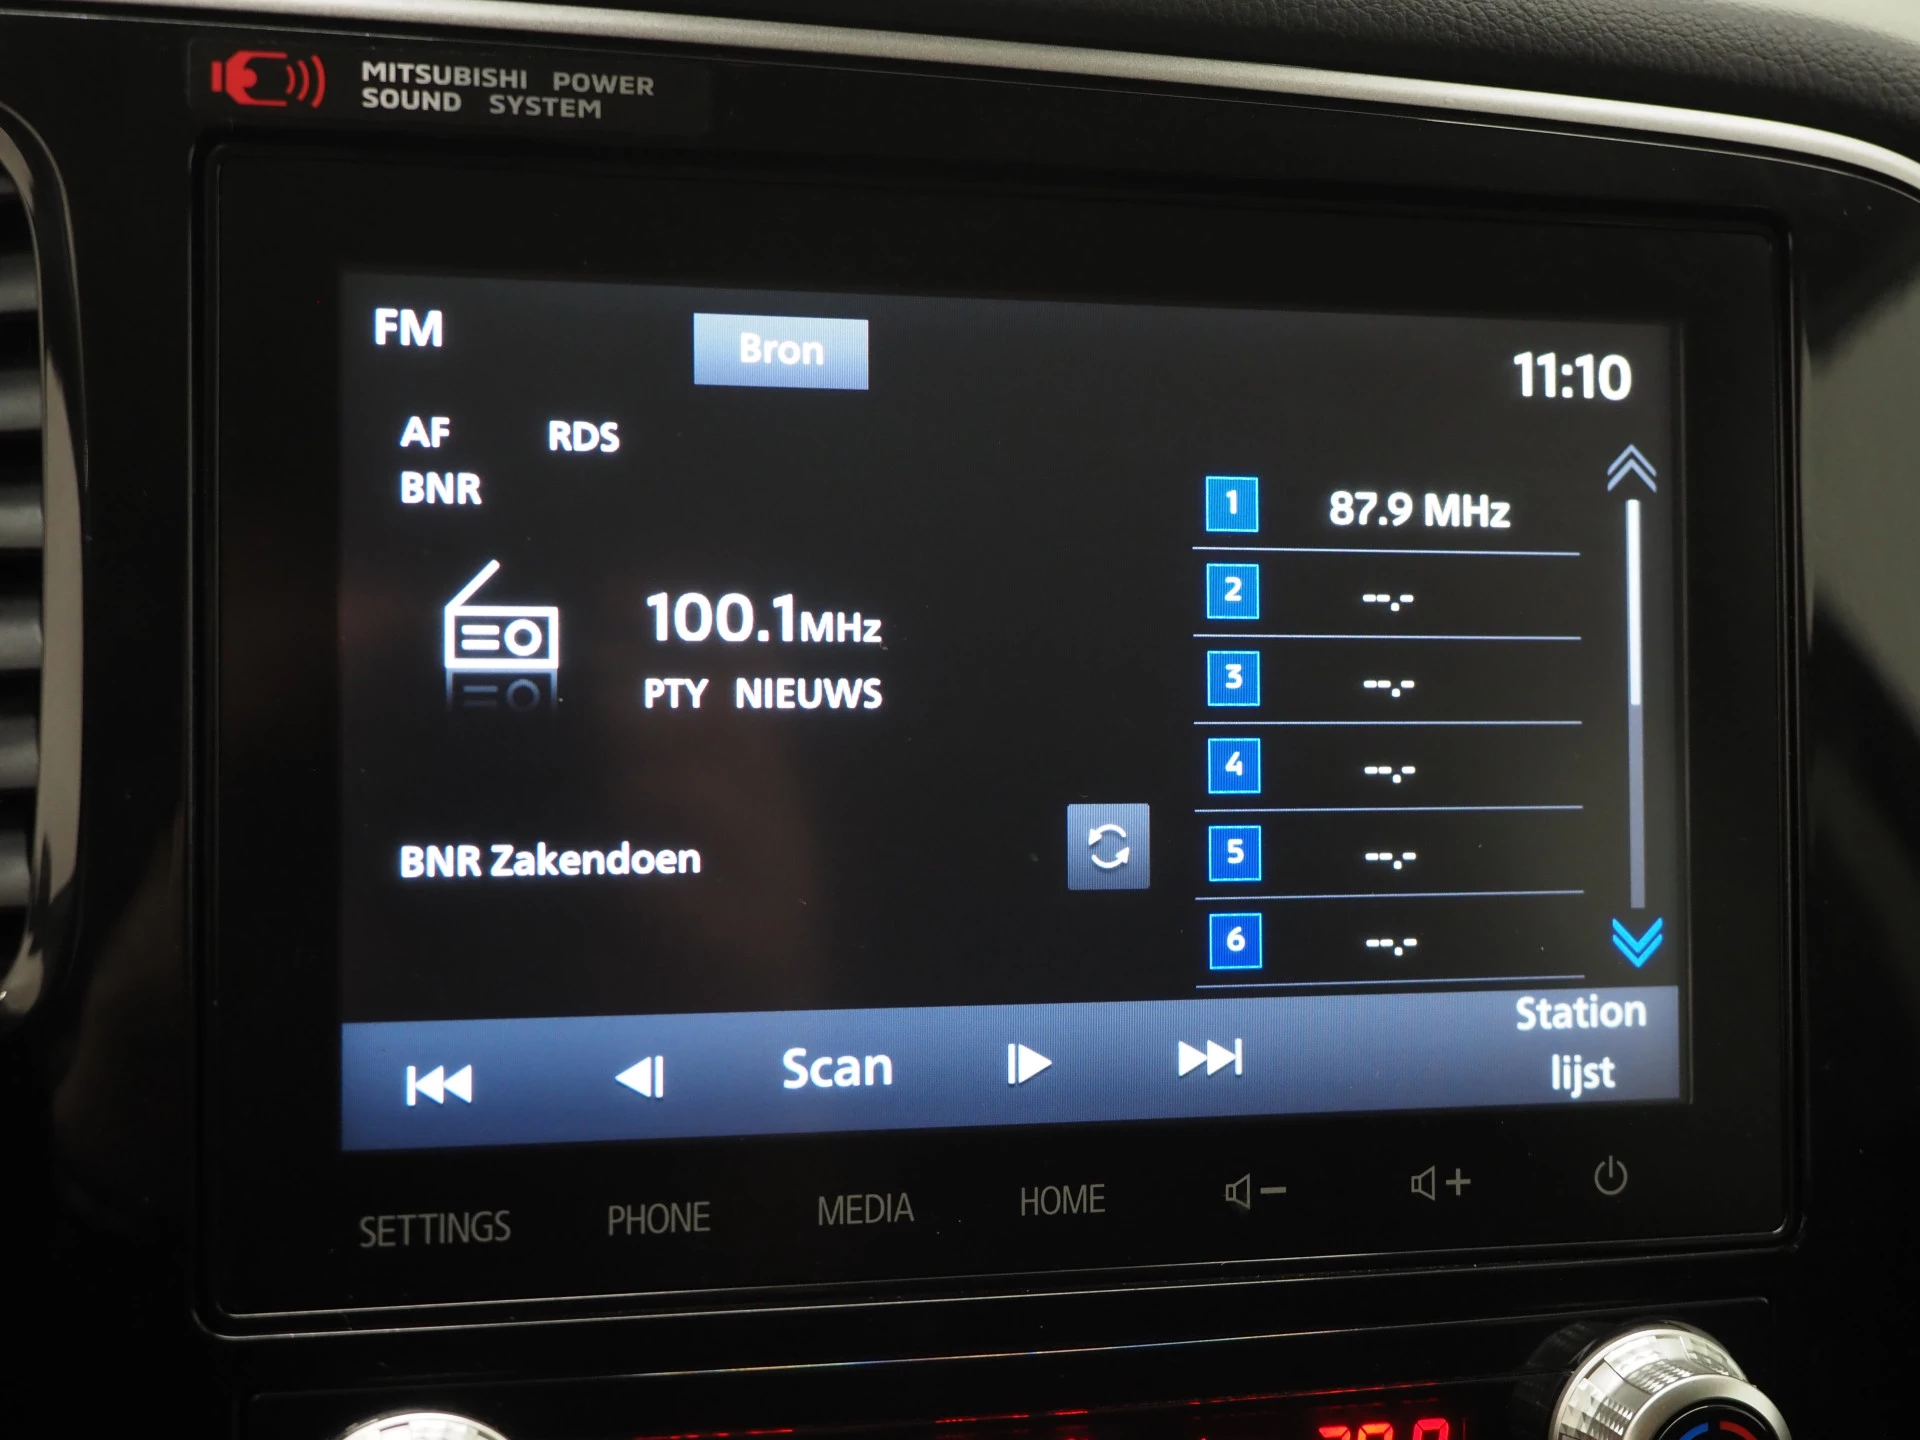 MITSUBISHI POWER
SOUND SYSTEM
FM
Bron
11:10
AF RDS
BNR
100.1MHz
PTY NIEUWS
BNR Zakendoen
1 87.9 MHz
2 --.-
3 --.-
4 --.-
5 --.-
6 --.-
Scan
Station
lijst
SETTINGS PHONE MEDIA HOME - +